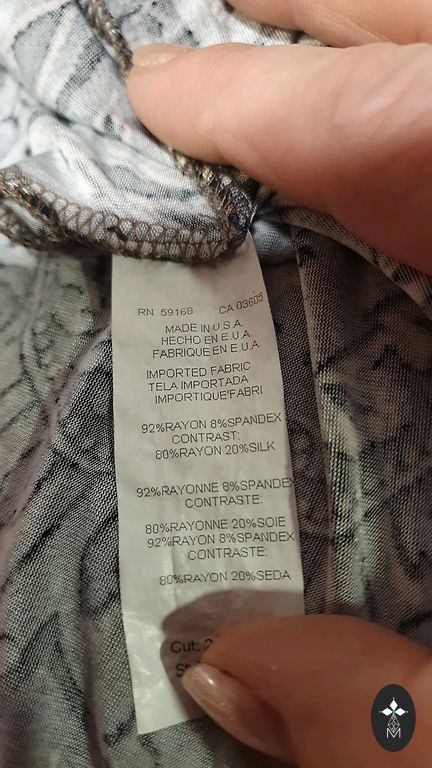 RN 59168 CA 03605
MADE IN U.S.A.
HECHO EN E.U.A.
FABRIQUE EN E.U.A.
IMPORTED FABRIC
TELA IMPORTADA
IMPORTIQUE'FABRI
92%RAYON 8%SPANDEX
CONTRAST:
80%RAYON 20%SILK
92%RAYONNE 8%SPANDEX
CONTRASTE:
80%RAYONNE 20%SOIE
92%RAYON 8%SPANDEX
CONTRASTE:
80%RAYON 20%SEDA
Cut: